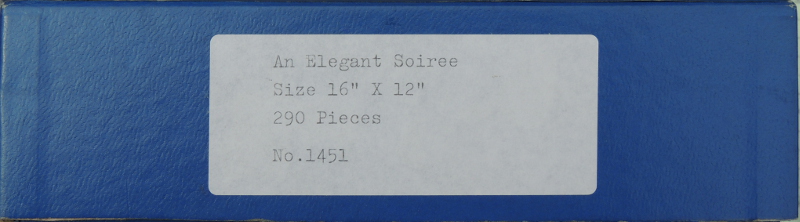 An Elegant Soiree
Size 16" X 12"
290 Pieces
No.1451